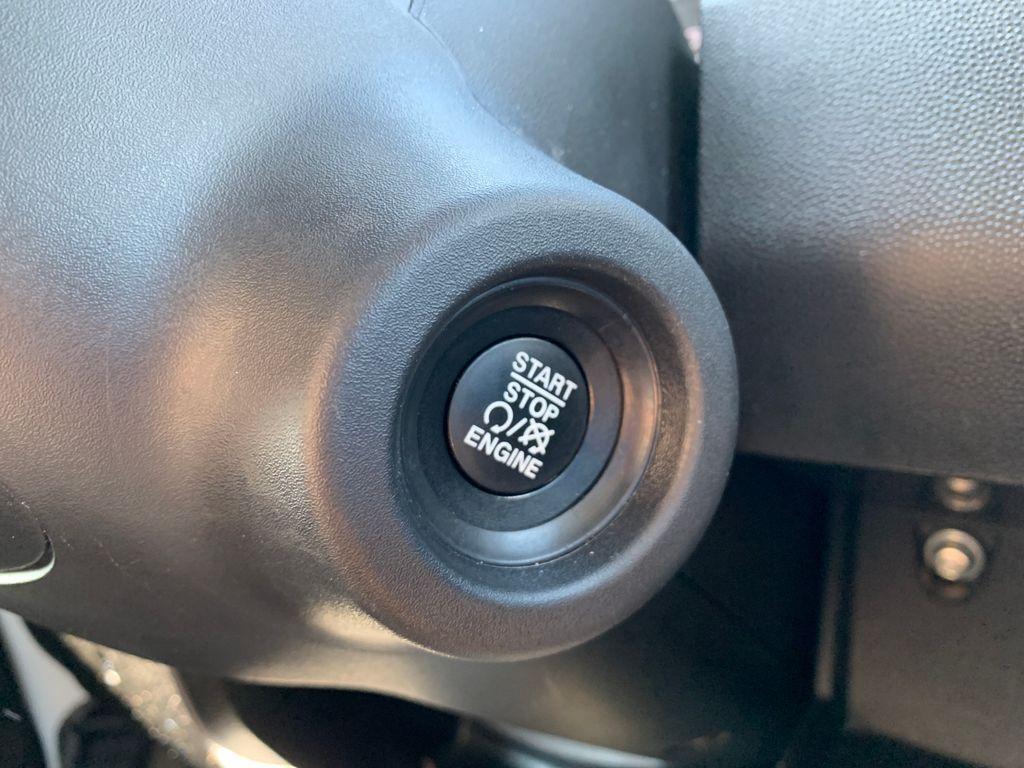 START
STOP
/
ENGINE